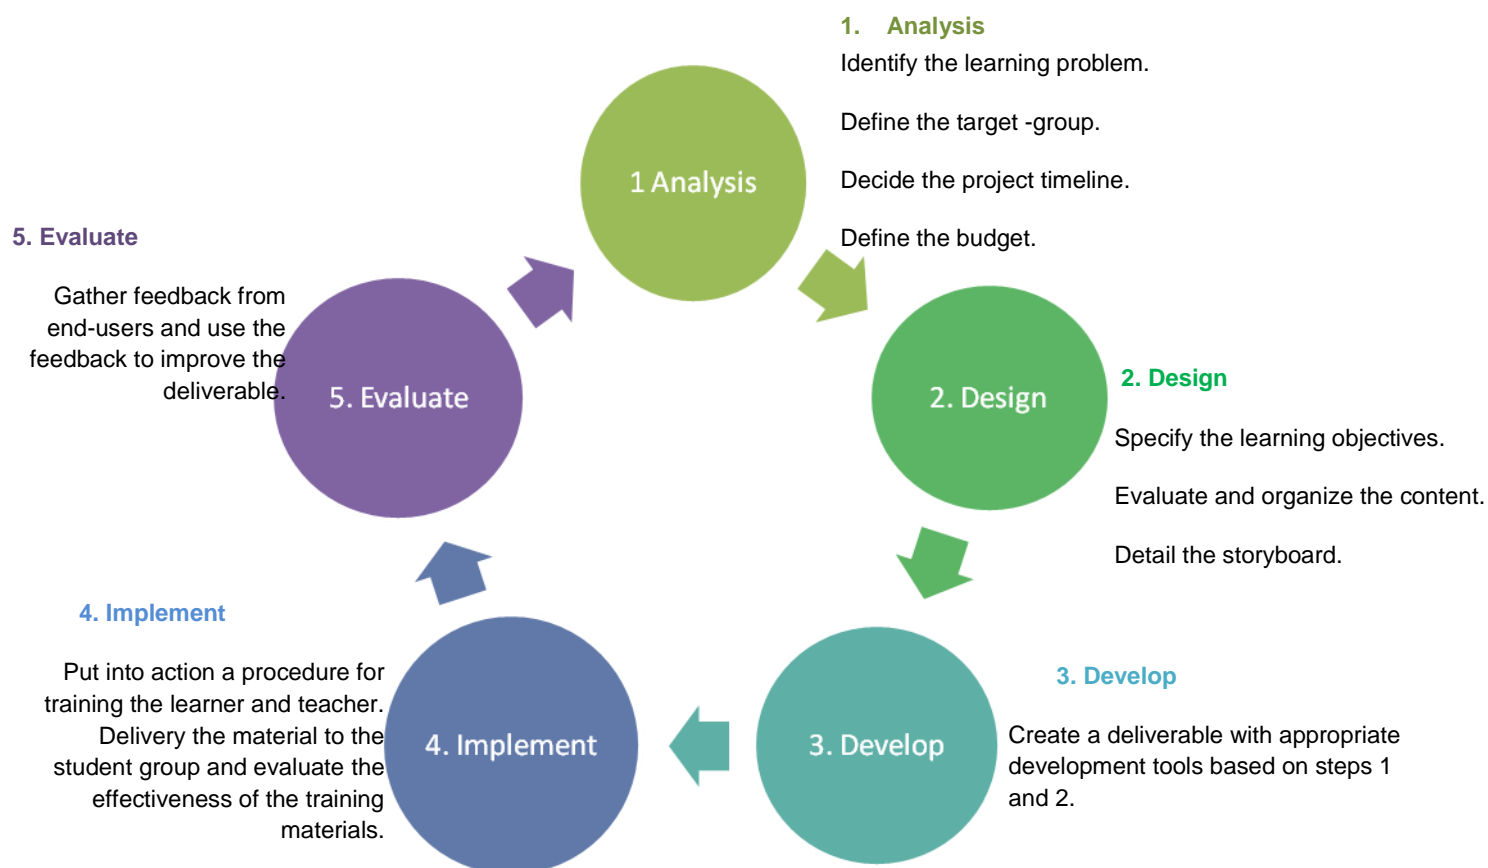 1. Analysis
Identify the learning problem.
Define the target -group.
Decide the project timeline.
Define the budget.
1 Analysis
2. Design
2. Design
Specify the learning objectives.
Evaluate and organize the content.
Detail the storyboard.
3. Develop
3. Develop
Create a deliverable with appropriate
development tools based on steps 1
and 2.
4. Implement
4. Implement
Put into action a procedure for
training the learner and teacher.
Delivery the material to the
student group and evaluate the
effectiveness of the training
materials.
5. Evaluate
5. Evaluate
Gather feedback from
end-users and use the
feedback to improve the
deliverable.